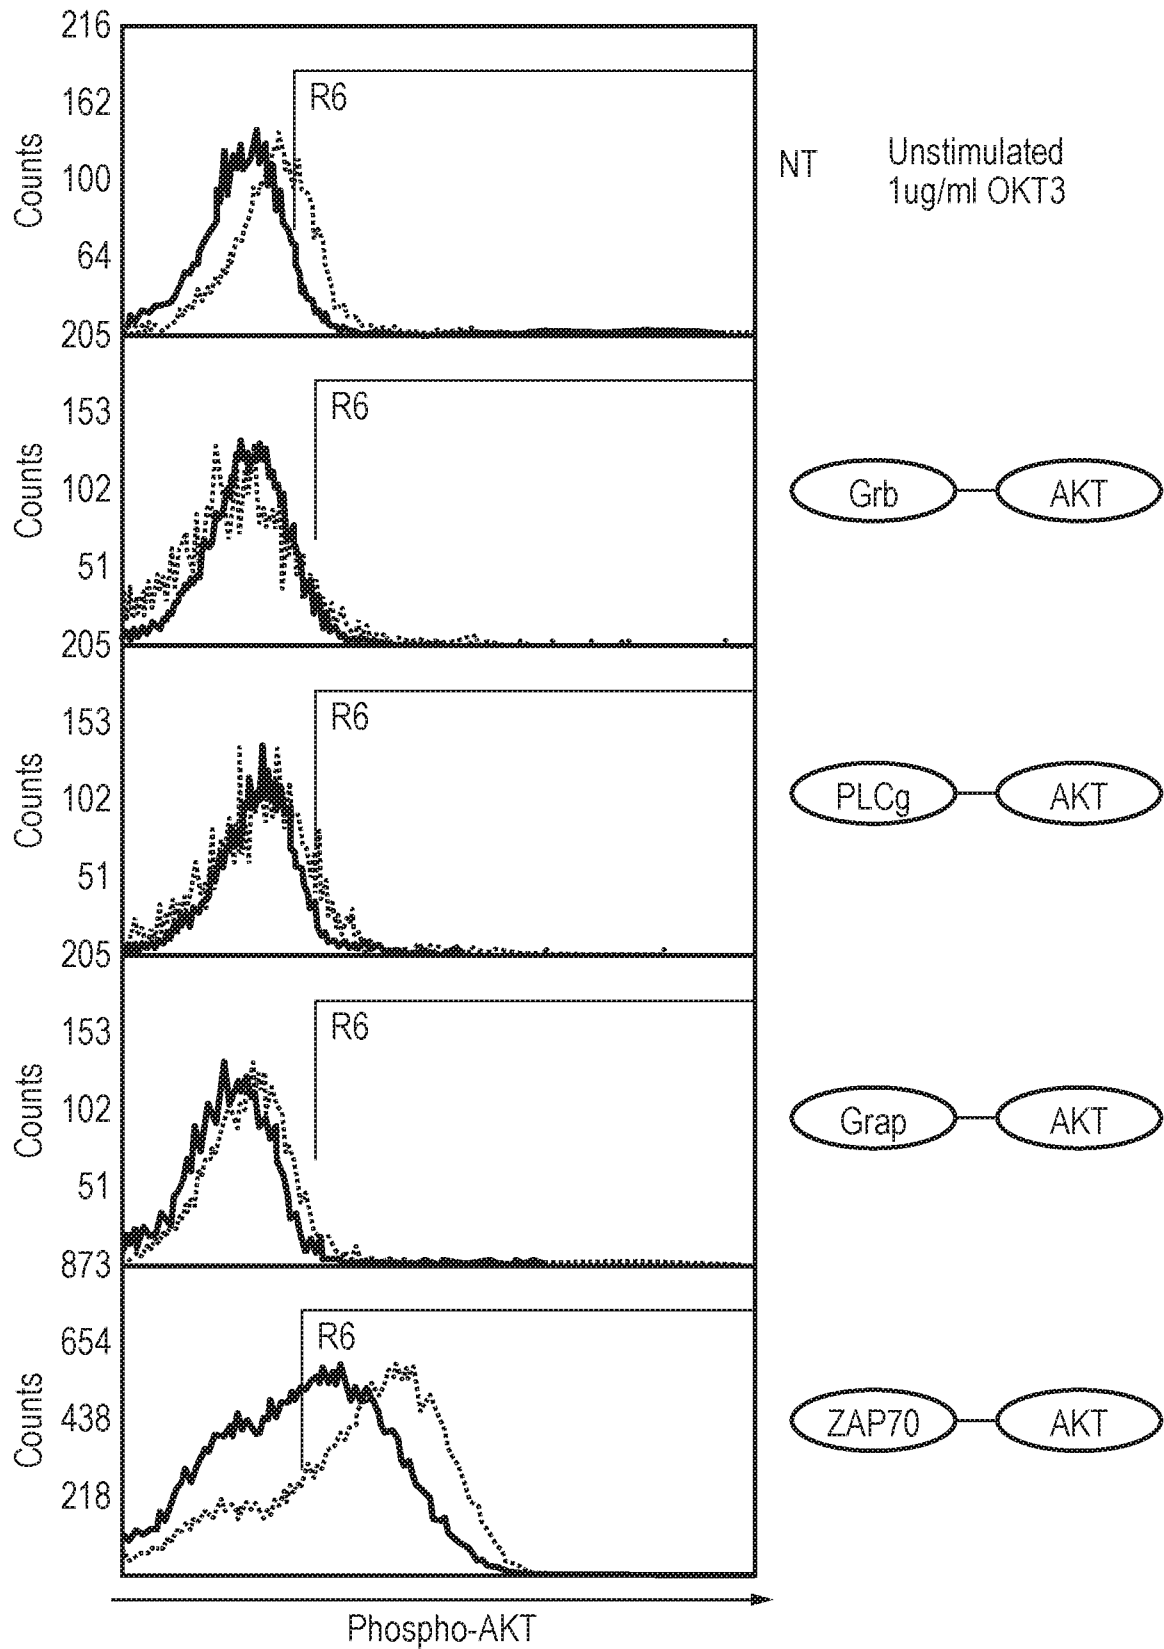 216
162
100
64
205
Counts
R6
NT
Unstimulated
1ug/ml OKT3
153
102
51
205
Counts
R6
Grb
AKT
153
102
51
205
Counts
R6
PLCg
AKT
153
102
51
873
Counts
R6
Grap
AKT
654
438
218
Counts
R6
ZAP70
AKT
Phospho-AKT